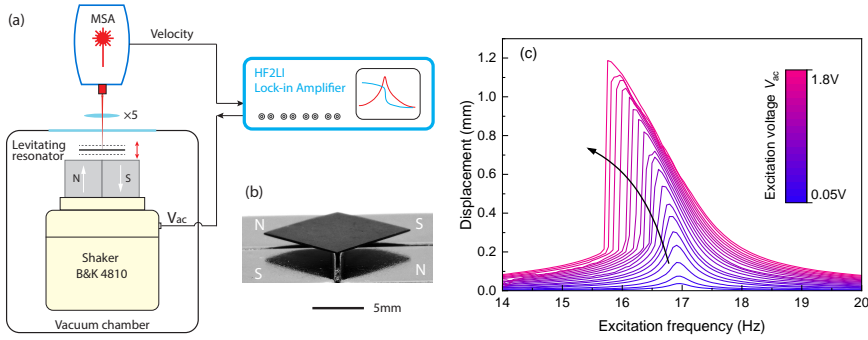 (a)
MSA
Velocity
HF2LI
Lock-in Amplifier
×5
Levitating
resonator
N
S
Vac
Shaker
B&K 4810
Vacuum chamber
(b)
N
S
S
N
5mm
(c)
Displacement (mm)
1.2
1.0
0.8
0.6
0.4
0.2
0.0
14
15
16
17
18
19
20
Excitation frequency (Hz)
Excitation voltage Vac
1.8V
0.05V